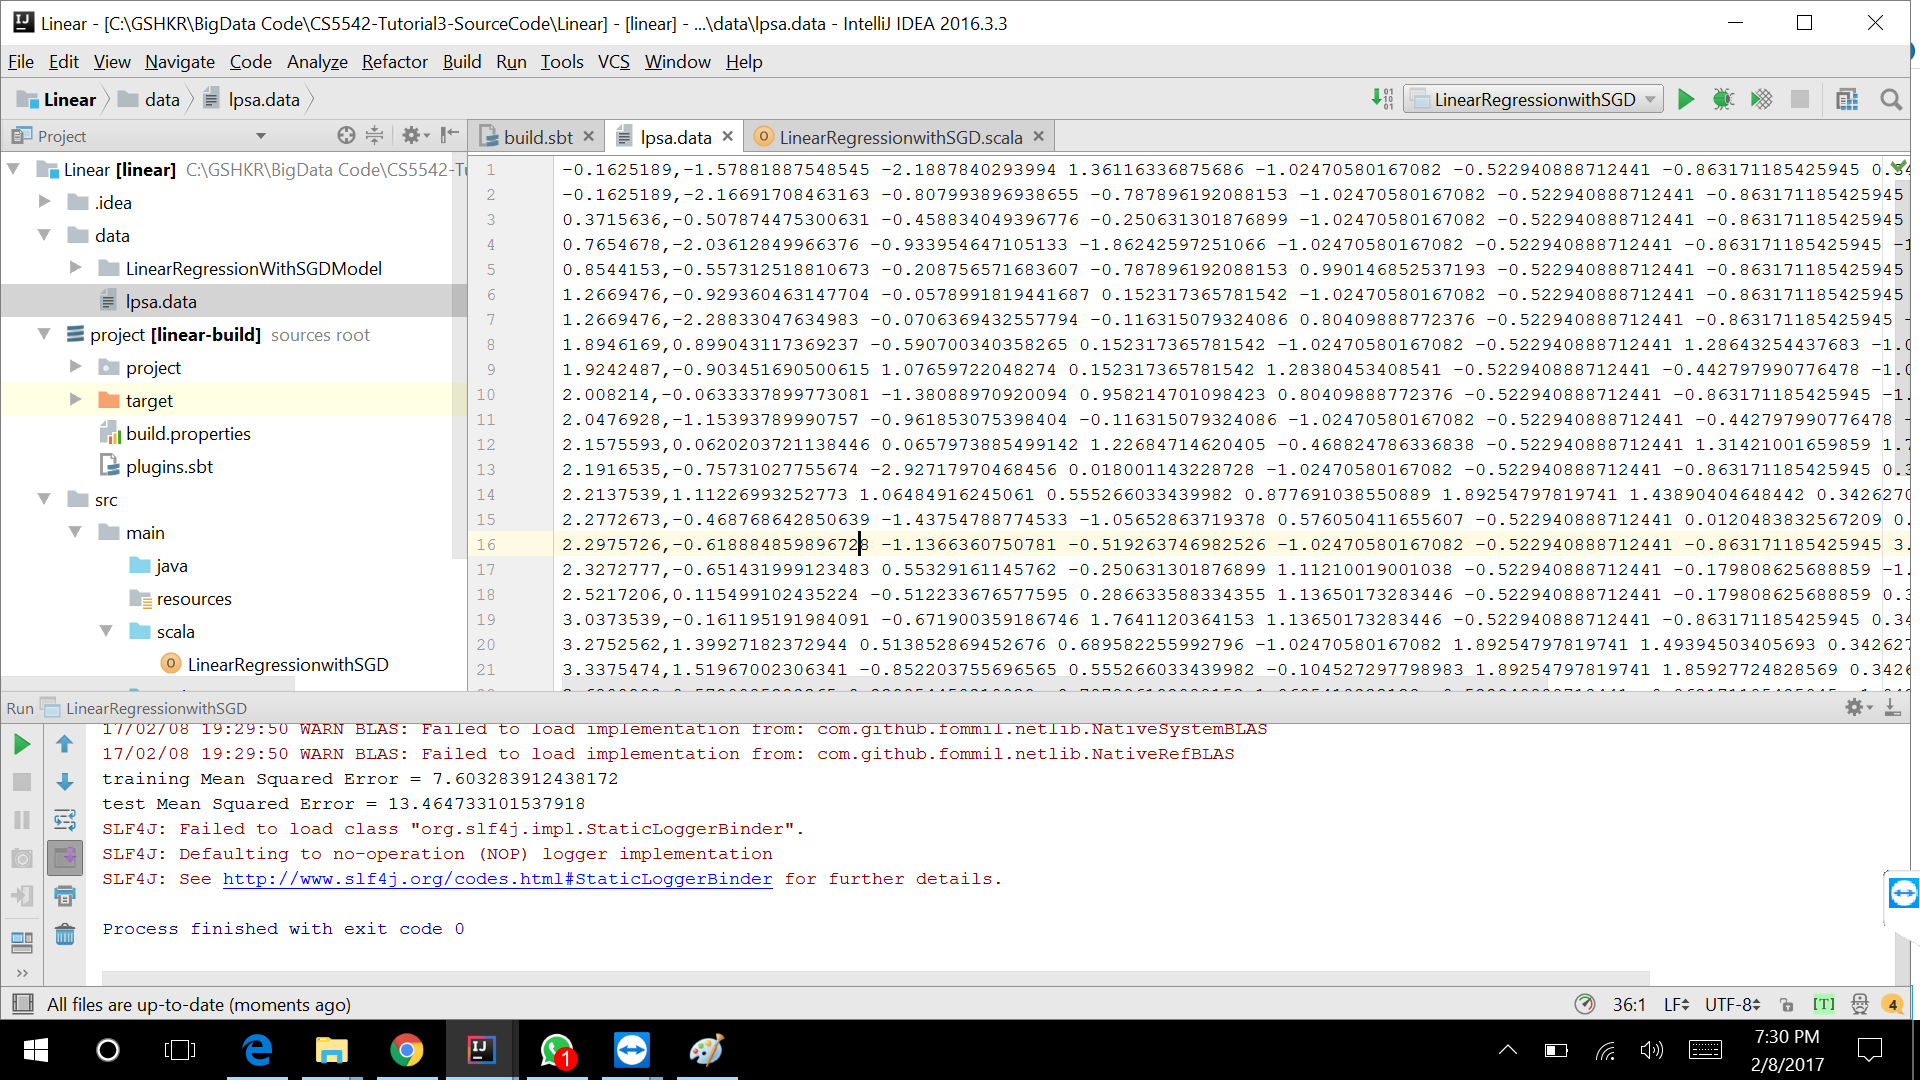 Linear - [C:\GSHKR\BigData Code\CS5542-Tutorial3-SourceCode\Linear] - [linear] - ...\data\lpsa.data - IntelliJ IDEA 2016.3.3
File Edit View Navigate Code Analyze Refactor Build Run Tools VCS Window Help
Linear data lpsa.data LinearRegressionwithSGD
Project build.sbt lpsa.data LinearRegressionwithSGD.scala
Linear [linear] C:\GSHKR\BigData Code\CS5542-Tu
.idea
data
LinearRegressionWithSGDModel
lpsa.data
project [linear-build] sources root
project
target
build.properties
plugins.sbt
src
main
java
resources
scala
LinearRegressionwithSGD
1 -0.1625189,-1.57881887548545 -2.1887840293994 1.36116336875686 -1.02470580167082 -0.522940888712441 -0.863171185425945 0.34
2 -0.1625189,-2.16691708463163 -0.807993896938655 -0.787896192088153 -1.02470580167082 -0.522940888712441 -0.863171185425945
3 0.3715636,-0.507874475300631 -0.458834049396776 -0.250631301876899 -1.02470580167082 -0.522940888712441 -0.863171185425945
4 0.7654678,-2.03612849966376 -0.933954647105133 -1.86242597251066 -1.02470580167082 -0.522940888712441 -0.863171185425945 -1
5 0.8544153,-0.557312518810673 -0.208756571683607 -0.787896192088153 0.990146852537193 -0.522940888712441 -0.863171185425945
6 1.2669476,-0.929360463147704 -0.0578991819441687 0.152317365781542 -1.02470580167082 -0.522940888712441 -0.863171185425945
7 1.2669476,-2.28833047634983 -0.0706369432557794 -0.116315079324086 0.80409888772376 -0.522940888712441 -0.863171185425945 -
8 1.8946169,0.899043117369237 -0.590700340358265 0.152317365781542 -1.02470580167082 -0.522940888712441 1.28643254437683 -1.0
9 1.9242487,-0.903451690500615 1.07659722048274 0.152317365781542 1.28380453408541 -0.522940888712441 -0.442797990776478 -1.0
10 2.008214,-0.0633337899773081 -1.38088970920094 0.958214701098423 0.80409888772376 -0.522940888712441 -0.863171185425945 -1.
11 2.0476928,-1.15393789990757 -0.961853075398404 -0.116315079324086 -1.02470580167082 -0.522940888712441 -0.442797990776478 -
12 2.1575593,0.0620203721138446 0.0657973885499142 1.22684714620405 -0.468824786336838 -0.522940888712441 1.31421001659859 1.7
13 2.1916535,-0.75731027755674 -2.92717970468456 0.018001143228728 -1.02470580167082 -0.522940888712441 -0.863171185425945 0.3
14 2.2137539,1.11226993252773 1.06484916245061 0.555266033439982 0.877691038550889 1.89254797819741 1.43890404648442 0.342627０
15 2.2772673,-0.468768642850639 -1.43754788774533 -1.05652863719378 0.576050411655607 -0.522940888712441 0.0120483832567209 0.
16 2.2975726,-0.618884859896728 -1.1366360750781 -0.519263746982526 -1.02470580167082 -0.522940888712441 -0.863171185425945 3.
17 2.3272777,-0.651431999123483 0.55329161145762 -0.250631301876899 1.11210019001038 -0.522940888712441 -0.179808625688859 -1.
18 2.5217206,0.115499102435224 -0.512233676577595 0.286633588334355 1.13650173283446 -0.522940888712441 -0.179808625688859 0.3
19 3.0373539,-0.161195191984091 -0.671900359186746 1.7641120364153 1.13650173283446 -0.522940888712441 -0.863171185425945 0.34
20 3.2752562,1.39927182372944 0.513852869452676 0.689582255992796 -1.02470580167082 1.89254797819741 1.49394503405693 0.34262
21 3.3375474,1.51967002306341 -0.852203755696565 0.555266033439982 -0.104527297798983 1.89254797819741 1.85927724828569 0.3426
Run LinearRegressionwithSGD
17/02/08 19:29:50 WARN BLAS: Failed to load implementation from: com.github.fommil.netlib.NativeSystemBLAS
17/02/08 19:29:50 WARN BLAS: Failed to load implementation from: com.github.fommil.netlib.NativeRefBLAS
training Mean Squared Error = 7.603283912438172
test Mean Squared Error = 13.464733101537918
SLF4J: Failed to load class "org.slf4j.impl.StaticLoggerBinder".
SLF4J: Defaulting to no-operation (NOP) logger implementation
SLF4J: See http://www.slf4j.org/codes.html#StaticLoggerBinder for further details.
Process finished with exit code 0
All files are up-to-date (moments ago) 36:1 LF UTF-8 [T] 4
1
7:30 PM
2/8/2017